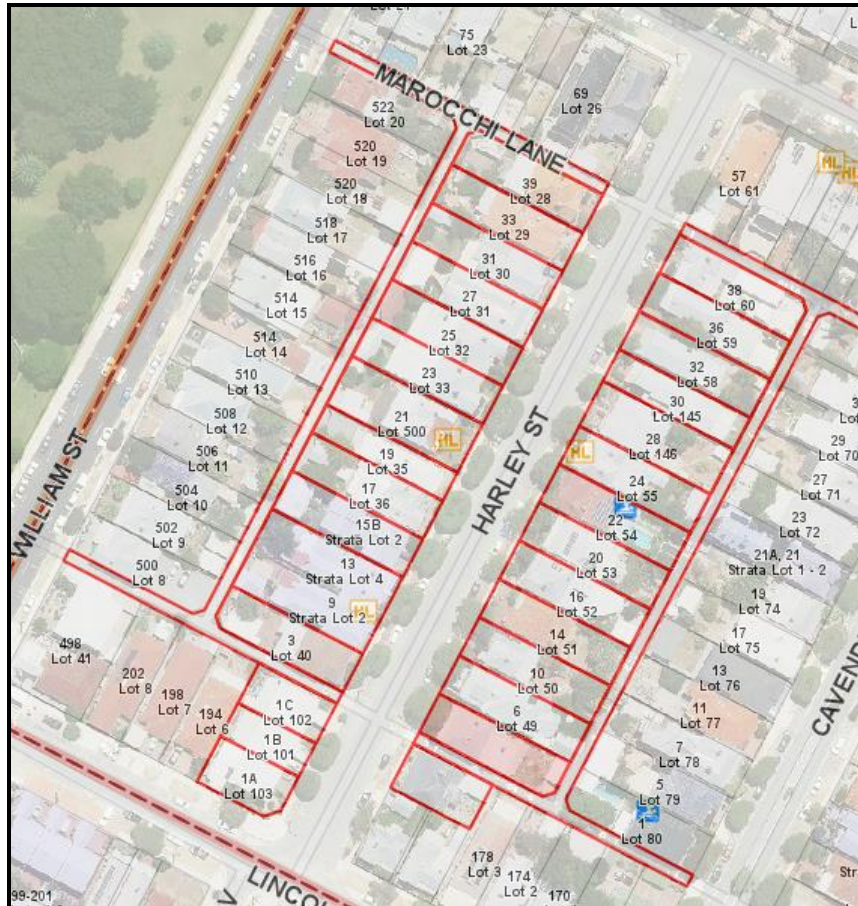 75
Lot 23
69
Lot 26
MAROCCHI LANE
57
Lot 61
HL
522
Lot 20
520
Lot 19
520
Lot 18
518
Lot 17
516
Lot 16
514
Lot 15
514
Lot 14
510
Lot 13
508
Lot 12
506
Lot 11
504
Lot 10
502
Lot 9
500
Lot 8
WILLIAM ST
39
Lot 28
33
Lot 29
31
Lot 30
27
Lot 31
25
Lot 32
23
Lot 33
21
Lot 500
HL
19
Lot 35
17
Lot 36
15B
Strata Lot 2
13
Strata Lot 4
9
Strata Lot 2
HL
3
Lot 40
1C
Lot 102
1B
Lot 101
1A
Lot 103
498
Lot 41
202
Lot 8
198
Lot 7
194
Lot 6
HARLEY ST
38
Lot 60
36
Lot 59
32
Lot 58
30
Lot 145
28
Lot 146
HL
24
Lot 55
22
Lot 54
20
Lot 53
16
Lot 52
14
Lot 51
10
Lot 50
6
Lot 49
29
Lot 70
27
Lot 71
23
Lot 72
21A, 21
Strata Lot 1 - 2
19
Lot 74
17
Lot 75
13
Lot 76
11
Lot 77
7
Lot 78
5
Lot 79
1
Lot 80
CAVEND
178
Lot 3
174
Lot 2
170
LINCOL
99-201